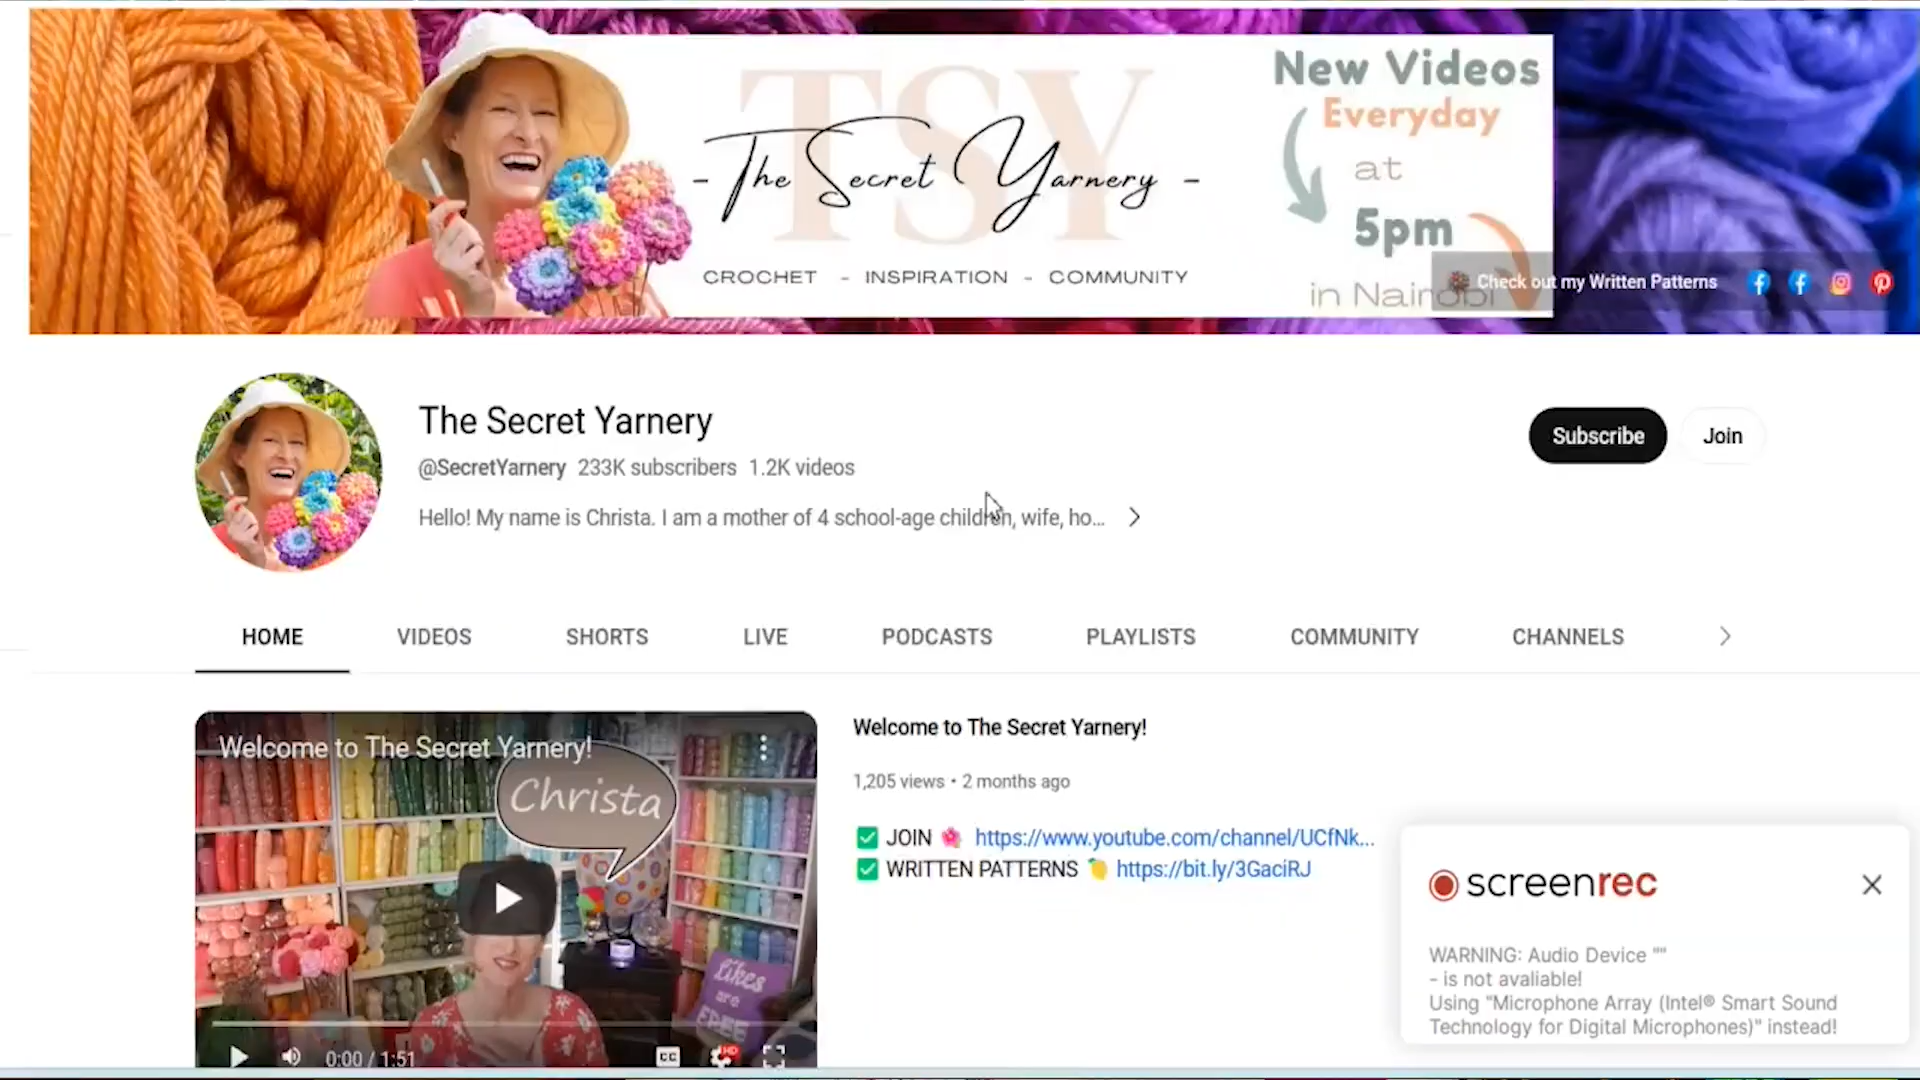 TSY
- The Secret Yarnery -
CROCHET - INSPIRATION - COMMUNITY
New Videos
Everyday
at
5pm
in Nairobi
Check out my Written Patterns
The Secret Yarnery
@SecretYarnery 233K subscribers 1.2K videos
Hello! My name is Christa. I am a mother of 4 school-age children, wife, ho...
Subscribe
Join
HOME VIDEOS SHORTS LIVE PODCASTS PLAYLISTS COMMUNITY CHANNELS
Welcome to The Secret Yarnery!
Christa
Likes
are
FREE
0:00 / 1:51
CC
HD
Welcome to The Secret Yarnery!
1,205 views • 2 months ago
✅ JOIN 🌺 https://www.youtube.com/channel/UCfNk...
✅ WRITTEN PATTERNS 🍋 https://bit.ly/3GaciRJ
screenrec
WARNING: Audio Device ""
- is not avaliable!
Using "Microphone Array (Intel® Smart Sound
Technology for Digital Microphones)" instead!